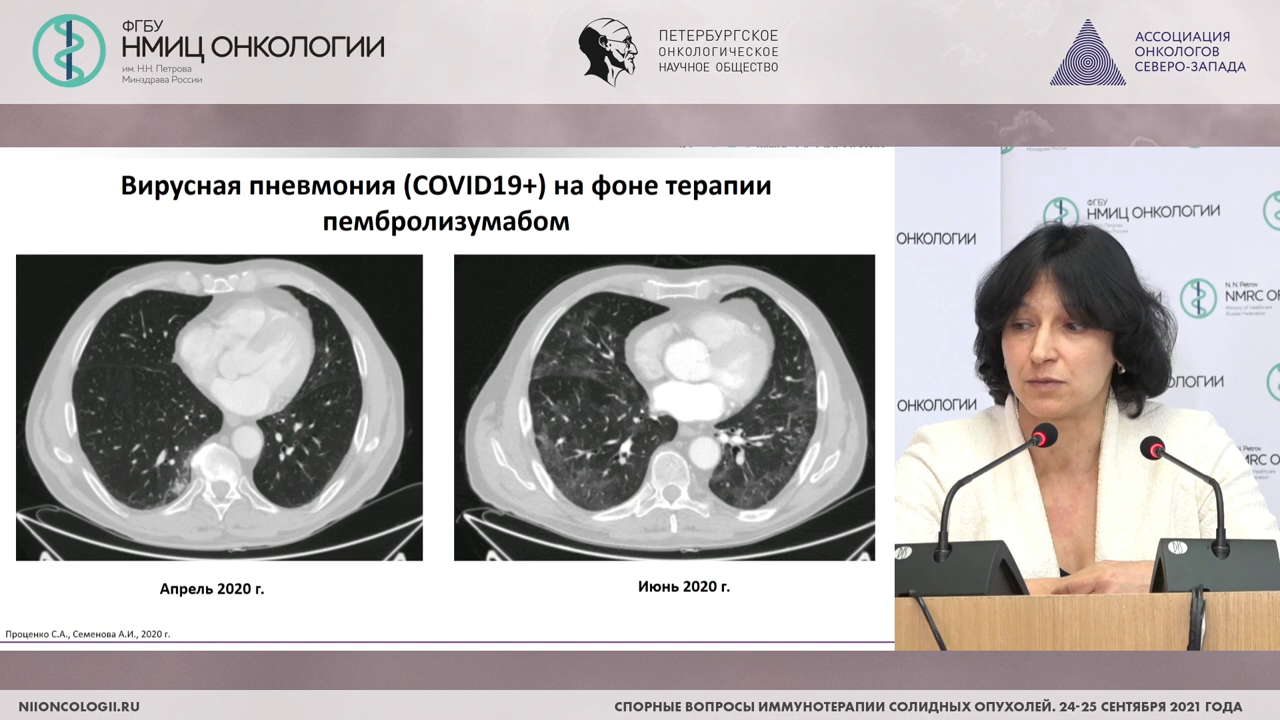 ФГБУ
НМИЦ ОНКОЛОГИИ
им. Н.Н. Петрова
Минздрава России
ПЕТЕРБУРГСКОЕ
ОНКОЛОГИЧЕСКОЕ
НАУЧНОЕ ОБЩЕСТВО
АССОЦИАЦИЯ
ОНКОЛОГОВ
СЕВЕРО-ЗАПАДА
Вирусная пневмония (COVID19+) на фоне терапии
пембролизумабом
Апрель 2020 г.
Июнь 2020 г.
Проценко С.А., Семенова А.И., 2020 г.
ФГБУ
НМИЦ ОНКОЛОГИИ
ОНКОЛОГИИ
N. N. Petrov
NMRC
ОНКОЛОГИИ
NIIONCOLOGII.RU
СПОРНЫЕ ВОПРОСЫ ИММУНОТЕРАПИИ СОЛИДНЫХ ОПУХОЛЕЙ. 24-25 СЕНТЯБРЯ 2021 ГОДА